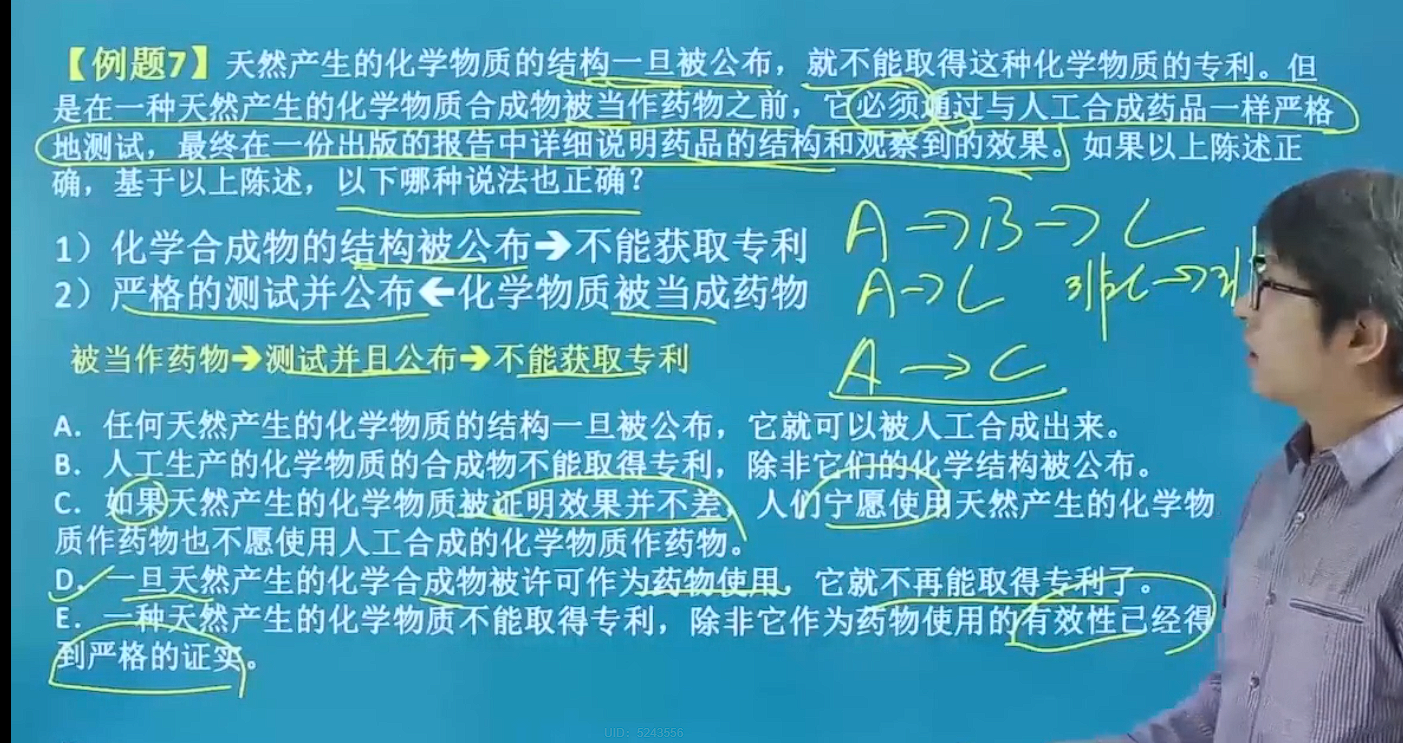 【例题7】天然产生的化学物质的结构一旦被公布，就不能取得这种化学物质的专利。但
是在一种天然产生的化学物质合成物被当作药物之前，它必须通过与人工合成药品一样严格
地测试，最终在一份出版的报告中详细说明药品的结构和观察到的效果。如果以上陈述正
确，基于以上陈述，以下哪种说法也正确？
1）化学合成物的结构被公布➔不能获取专利
2）严格的测试并公布🡰化学物质被当成药物
被当作药物➔测试并且公布➔不能获取专利
A→B→C
A→C 非C→非
A→C
A. 任何天然产生的化学物质的结构一旦被公布，它就可以被人工合成出来。
B. 人工生产的化学物质的合成物不能取得专利，除非它们的化学结构被公布。
C. 如果天然产生的化学物质被证明效果并不差，人们宁愿使用天然产生的化学物
质作药物也不愿使用人工合成的化学物质作药物。
D. 一旦天然产生的化学合成物被许可作为药物使用，它就不再能取得专利了。
E. 一种天然产生的化学物质不能取得专利，除非它作为药物使用的有效性已经得
到严格的证实。
UID: 5243556